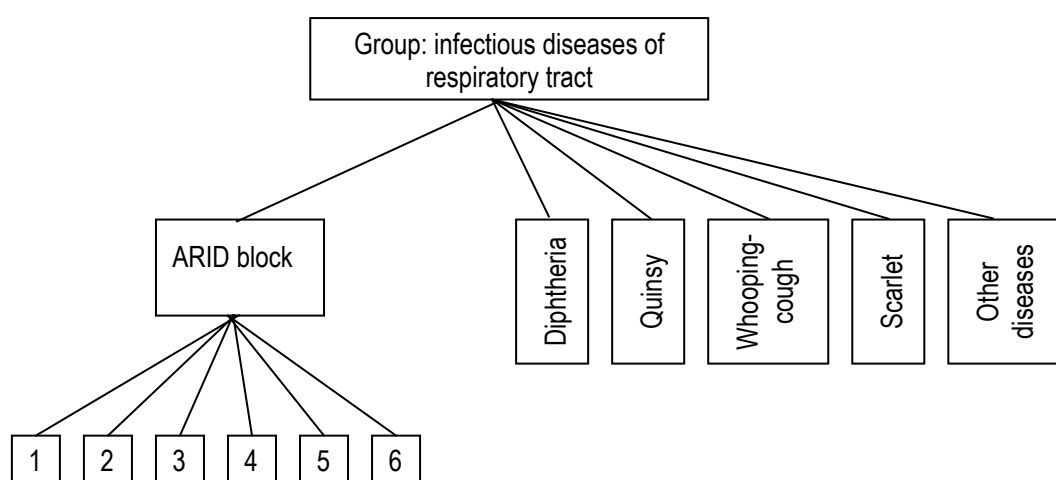 Group: infectious diseases of
respiratory tract
ARID block
Diphtheria
Quinsy
Whooping-
cough
Scarlet
Other
diseases
1
2
3
4
5
6